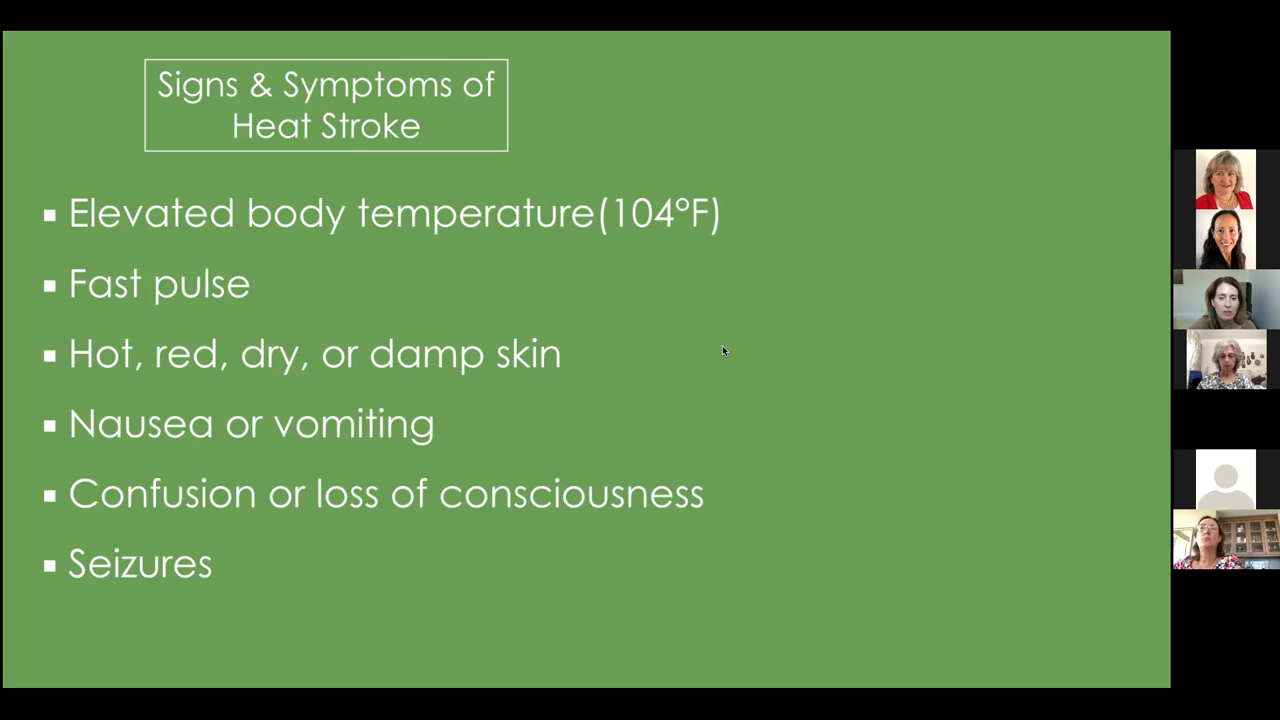 Signs & Symptoms of
Heat Stroke
Elevated body temperature(104°F)
Fast pulse
Hot, red, dry, or damp skin
Nausea or vomiting
Confusion or loss of consciousness
Seizures